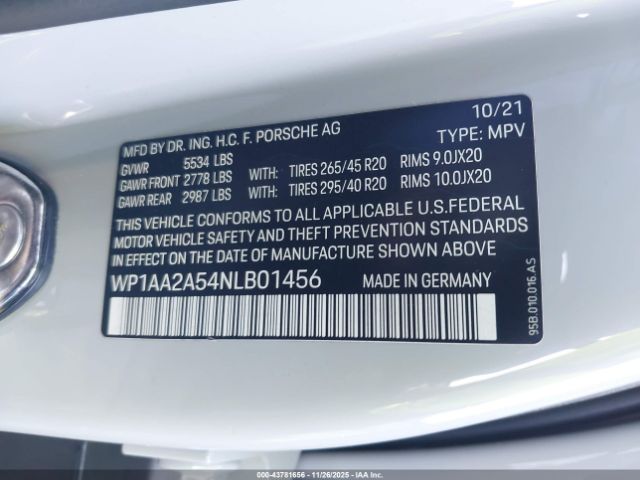 10/21
MFD BY DR. ING. H.C. F. PORSCHE AG TYPE: MPV
GVWR 5534 LBS
GAWR FRONT 2778 LBS WITH: TIRES 265/45 R20 RIMS 9.0JX20
GAWR REAR 2987 LBS WITH: TIRES 295/40 R20 RIMS 10.0JX20
THIS VEHICLE CONFORMS TO ALL APPLICABLE U.S.FEDERAL
MOTOR VEHICLE SAFETY AND THEFT PREVENTION STANDARDS
IN EFFECT ON THE DATE OF MANUFACTURE SHOWN ABOVE
WP1AA2A54NLB01456 MADE IN GERMANY
95B.010.016.AS
000-43781656 - 11/26/2025 - IAAI.COM